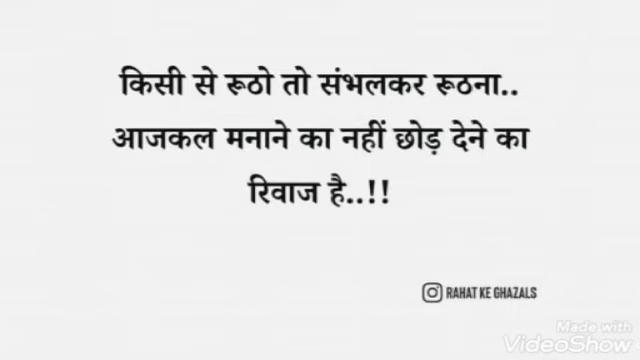 किसी से रूठो तो संभलकर रूठना..
आजकल मनाने का नहीं छोड़ देने का
रिवाज है..!!
RAHAT KE GHAZALS
Made with
VideoShow